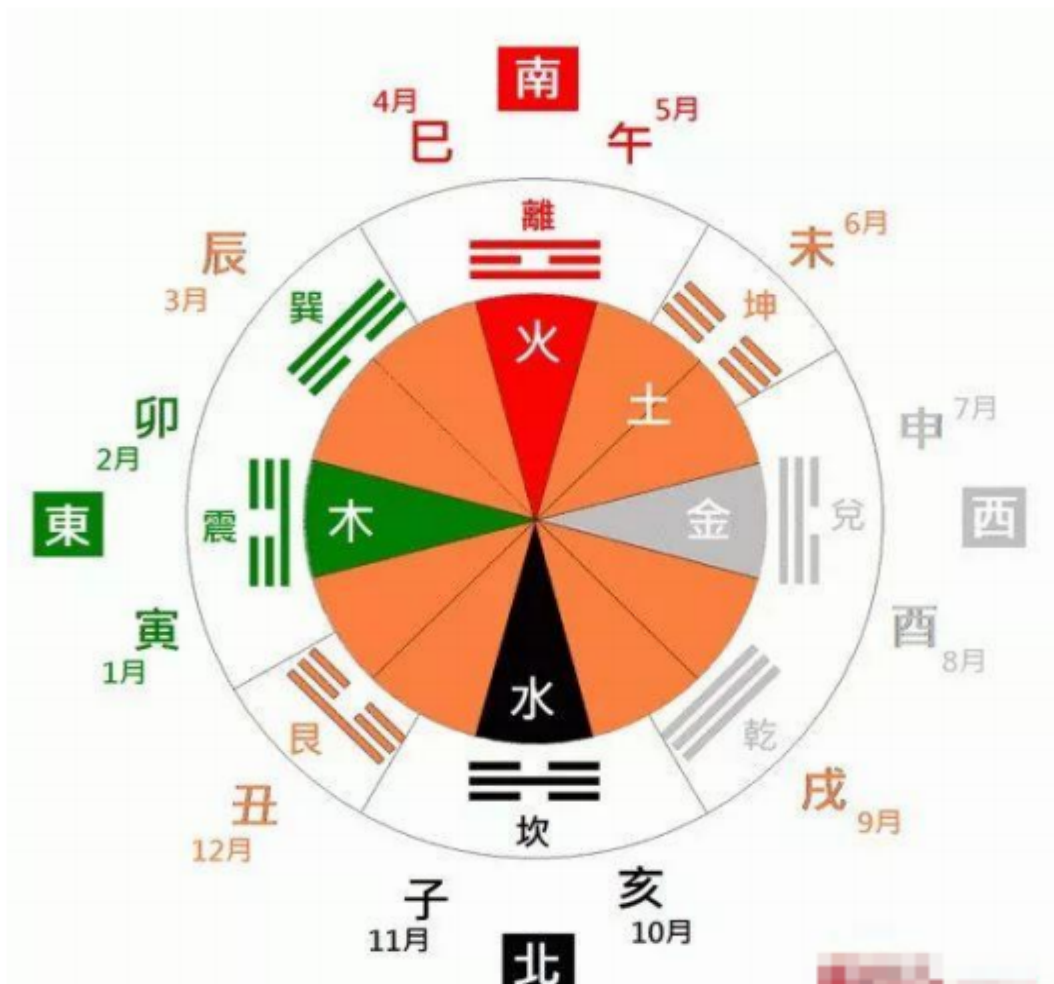 南
4月
5月
巳
午
離
辰
3月
未
6月
巽
坤
火
土
卯
2月
申
7月
東
震
木
金
兌
西
寅
1月
酉
8月
水
艮
乾
丑
12月
坎
戌
9月
子
11月
亥
10月
北